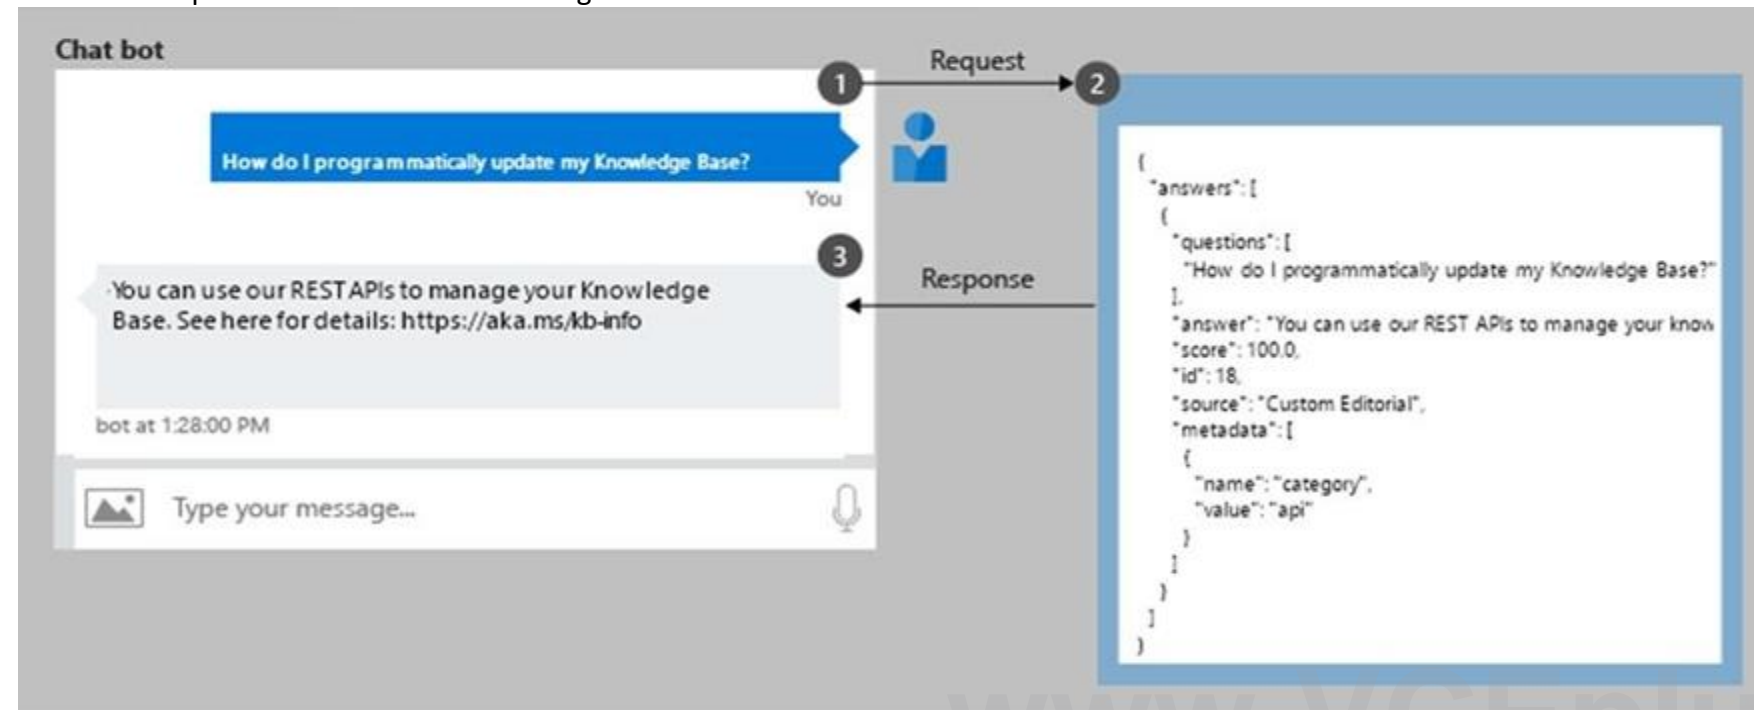 Chat bot
1
Request
2
How do I programmatically update my Knowledge Base?
You
3
Response
You can use our REST APIs to manage your Knowledge
Base. See here for details: https://aka.ms/kb-info
bot at 1:28:00 PM
Type your message...
{
"answers": [
{
"questions": [
"How do I programmatically update my Knowledge Base?"
],
"answer": "You can use our REST APIs to manage your know
"score": 100.0,
"id": 18,
"source": "Custom Editorial",
"metadata": [
{
"name": "category",
"value": "api"
}
]
}
]
}